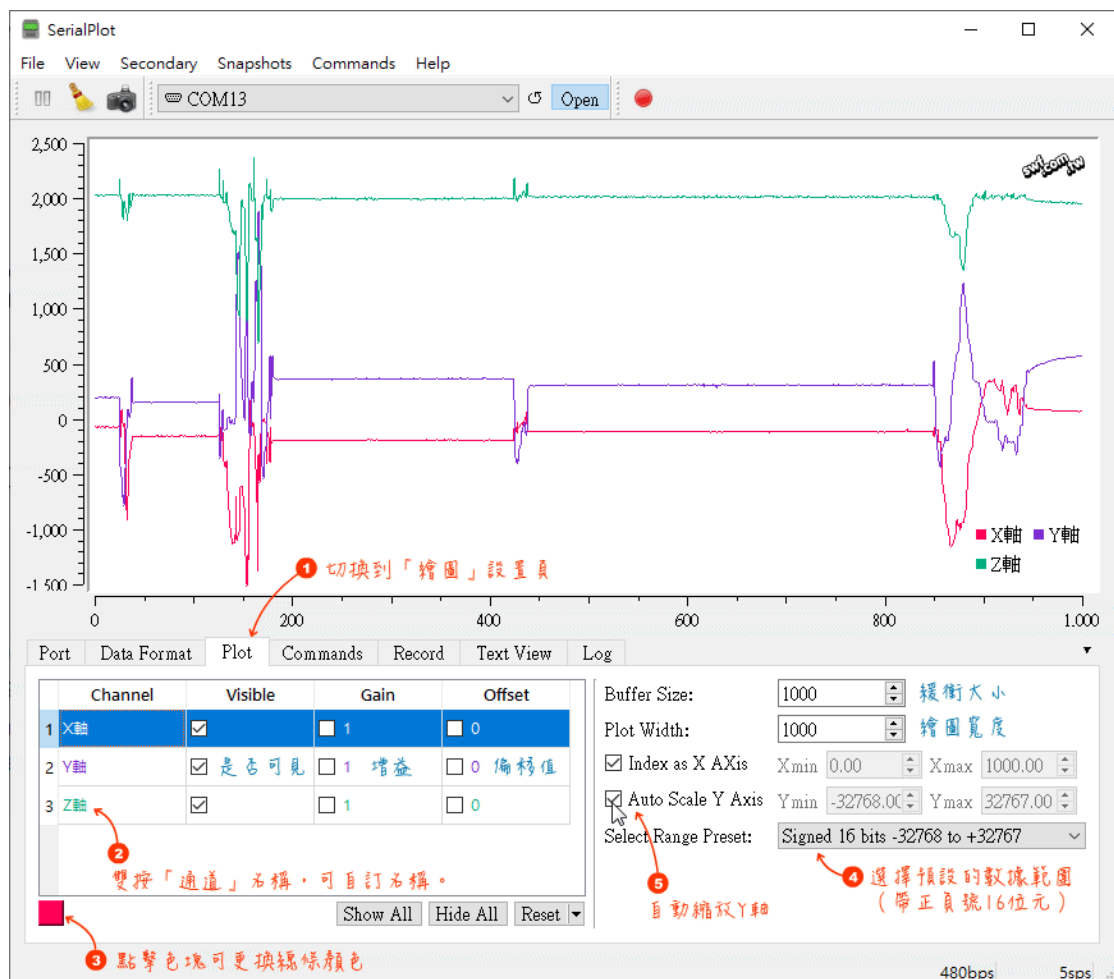 SerialPlot
File View Secondary Snapshots Commands Help
COM13 Open
swf.com.tw
2,500
2,000
1,500
1,000
500
0
-500
-1,000
-1,500
X軸 Y軸
Z軸
1 切換到「繪圖」設置頁
0 200 400 600 800 1.000
Port Data Format Plot Commands Record Text View Log
Channel Visible Gain Offset
1 X軸 1 0
2 Y軸 是否可見 1 增益 0 偏移值
3 Z軸 1 0
2
雙按「通道」名稱，可自訂名稱。
Show All Hide All Reset
3 點擊色塊可更換線條顏色
Buffer Size: 1000 緩衝大小
Plot Width: 1000 繪圖寬度
Index as X AXis Xmin 0.00 Xmax 1000.00
Auto Scale Y Axis Ymin -32768.00 Ymax 32767.00
Select Range Preset: Signed 16 bits -32768 to +32767
5
自動縮放Y軸
4 選擇預設的數據範圍
(帶正負號16位元)
480bps 5sps